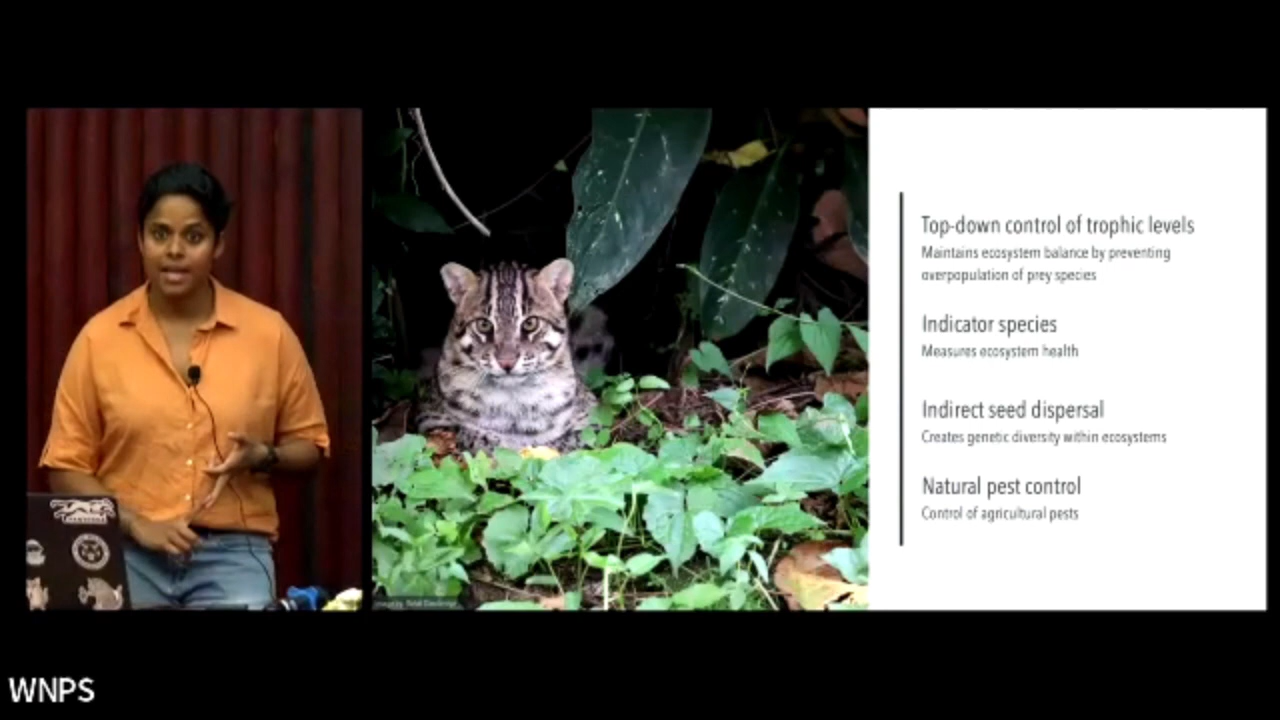 Top-down control of trophic levels
Maintains ecosystem balance by preventing
overpopulation of prey species
Indicator species
Measures ecosystem health
Indirect seed dispersal
Creates genetic diversity within ecosystems
Natural pest control
Control of agricultural pests
WNPS